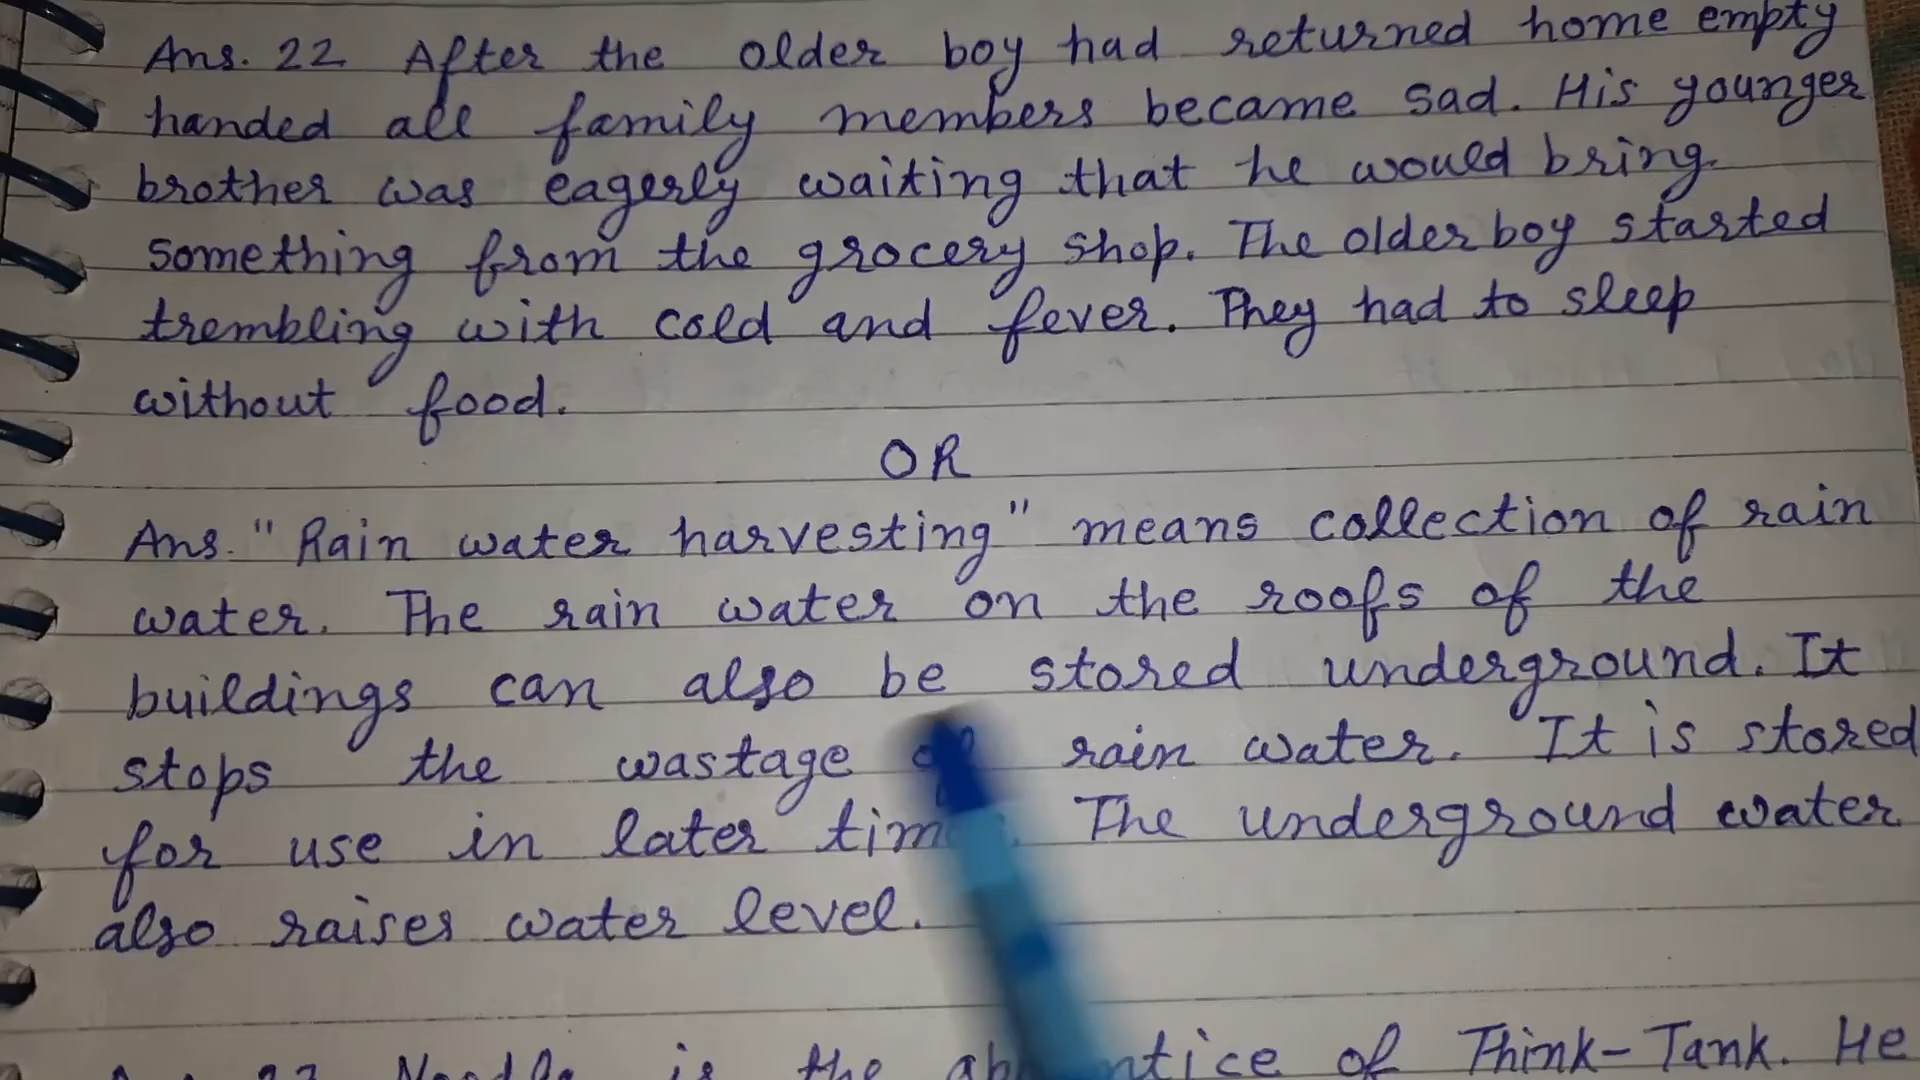 Ans. 22 After the older boy had returned home empty
handed all family members became sad. His younger
brother was eagerly waiting that he would bring
something from the grocery shop. The older boy started
trembling with cold and fever. They had to sleep
without food.
OR
Ans. "Rain water harvesting" means collection of rain
water. The rain water on the roofs of the
buildings can also be stored underground. It
stops the wastage of rain water. It is stored
for use in later The underground water
also raises water level.
is the of Think-Tank. He